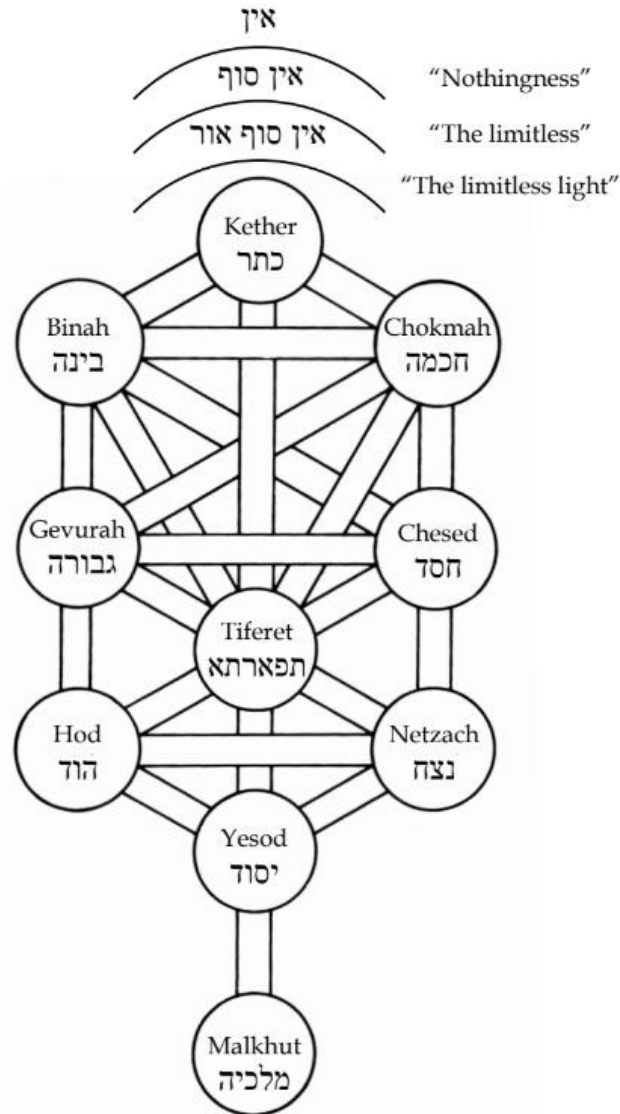 אין
אין סוף
“Nothingness”
אין סוף אור
“The limitless”
“The limitless light”
Kether
כתר
Binah
בינה
Chokmah
חכמה
Gevurah
גבורה
Chesed
חסד
Tiferet
תפארתא
Hod
הוד
Netzach
נצח
Yesod
יסוד
Malkhut
מלכיה